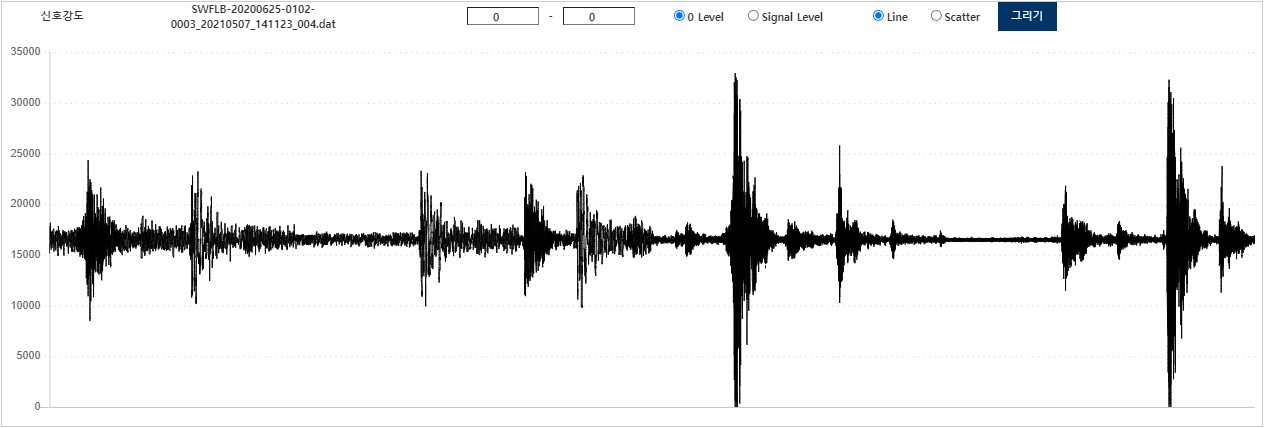 신호강도
SWFLB-20200625-0102-
0003_20210507_141123_004.dat
0 - 0
0 Level Signal Level
Line Scatter
그리기
35000
30000
25000
20000
15000
10000
5000
0